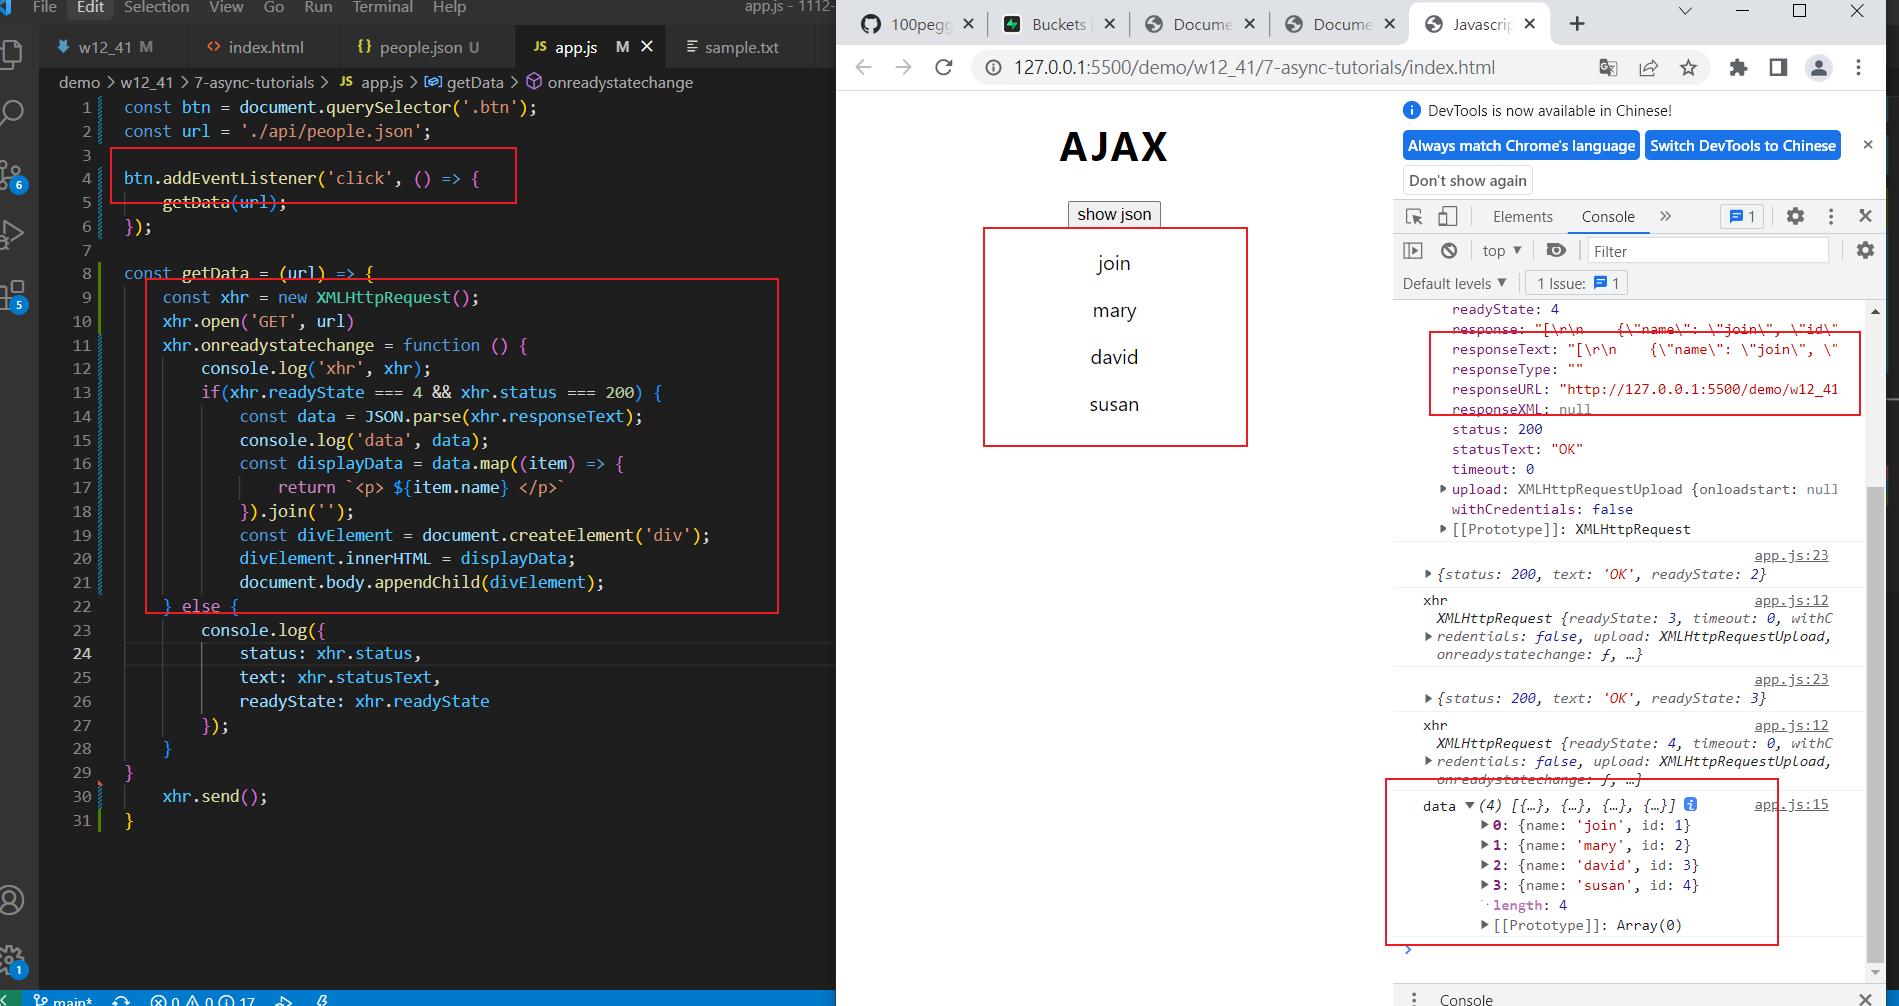 File Edit Selection View Go Run Terminal Help app.js - 1112-
w12_41 M index.html people.json U JS app.js M sample.txt
demo > w12_41 > 7-async-tutorials > JS app.js > getData > onreadystatechange
1 const btn = document.querySelector('.btn');
2 const url = './api/people.json';
3
4 btn.addEventListener('click', () => {
5 getData(url);
6 });
7
8 const getData = (url) => {
9 const xhr = new XMLHttpRequest();
10 xhr.open('GET', url)
11 xhr.onreadystatechange = function () {
12 console.log('xhr', xhr);
13 if(xhr.readyState === 4 && xhr.status === 200) {
14 const data = JSON.parse(xhr.responseText);
15 console.log('data', data);
16 const displayData = data.map((item) => {
17 return `<p> ${item.name} </p>`
18 }).join('');
19 const divElement = document.createElement('div');
20 divElement.innerHTML = displayData;
21 document.body.appendChild(divElement);
22 } else {
23 console.log({
24 status: xhr.status,
25 text: xhr.statusText,
26 readyState: xhr.readyState
27 });
28 }
29 }
30 xhr.send();
31 }
6
5
1
main* 0 0 17
100pegg Buckets Docume Docume Javascrip
127.0.0.1:5500/demo/w12_41/7-async-tutorials/index.html
AJAX
show json
join
mary
david
susan
DevTools is now available in Chinese!
Always match Chrome's language Switch DevTools to Chinese
Don't show again
Elements Console 1
top Filter
Default levels 1 Issue: 1
readyState: 4
response: "[\r\n {\"name\": \"join\", \"id\"
responseText: "[\r\n {\"name\": \"join\", \"
responseType: ""
responseURL: "http://127.0.0.1:5500/demo/w12_41
responseXML: null
status: 200
statusText: "OK"
timeout: 0
upload: XMLHttpRequestUpload {onloadstart: null
withCredentials: false
[[Prototype]]: XMLHttpRequest
app.js:23
{status: 200, text: 'OK', readyState: 2}
xhr app.js:12
XMLHttpRequest {readyState: 3, timeout: 0, withC
redentials: false, upload: XMLHttpRequestUpload,
onreadystatechange: ƒ, …}
app.js:23
{status: 200, text: 'OK', readyState: 3}
xhr app.js:12
XMLHttpRequest {readyState: 4, timeout: 0, withC
redentials: false, upload: XMLHttpRequestUpload,
onreadystatechange: ƒ, …}
data (4) [{…}, {…}, {…}, {…}] app.js:15
0: {name: 'join', id: 1}
1: {name: 'mary', id: 2}
2: {name: 'david', id: 3}
3: {name: 'susan', id: 4}
length: 4
[[Prototype]]: Array(0)
Console